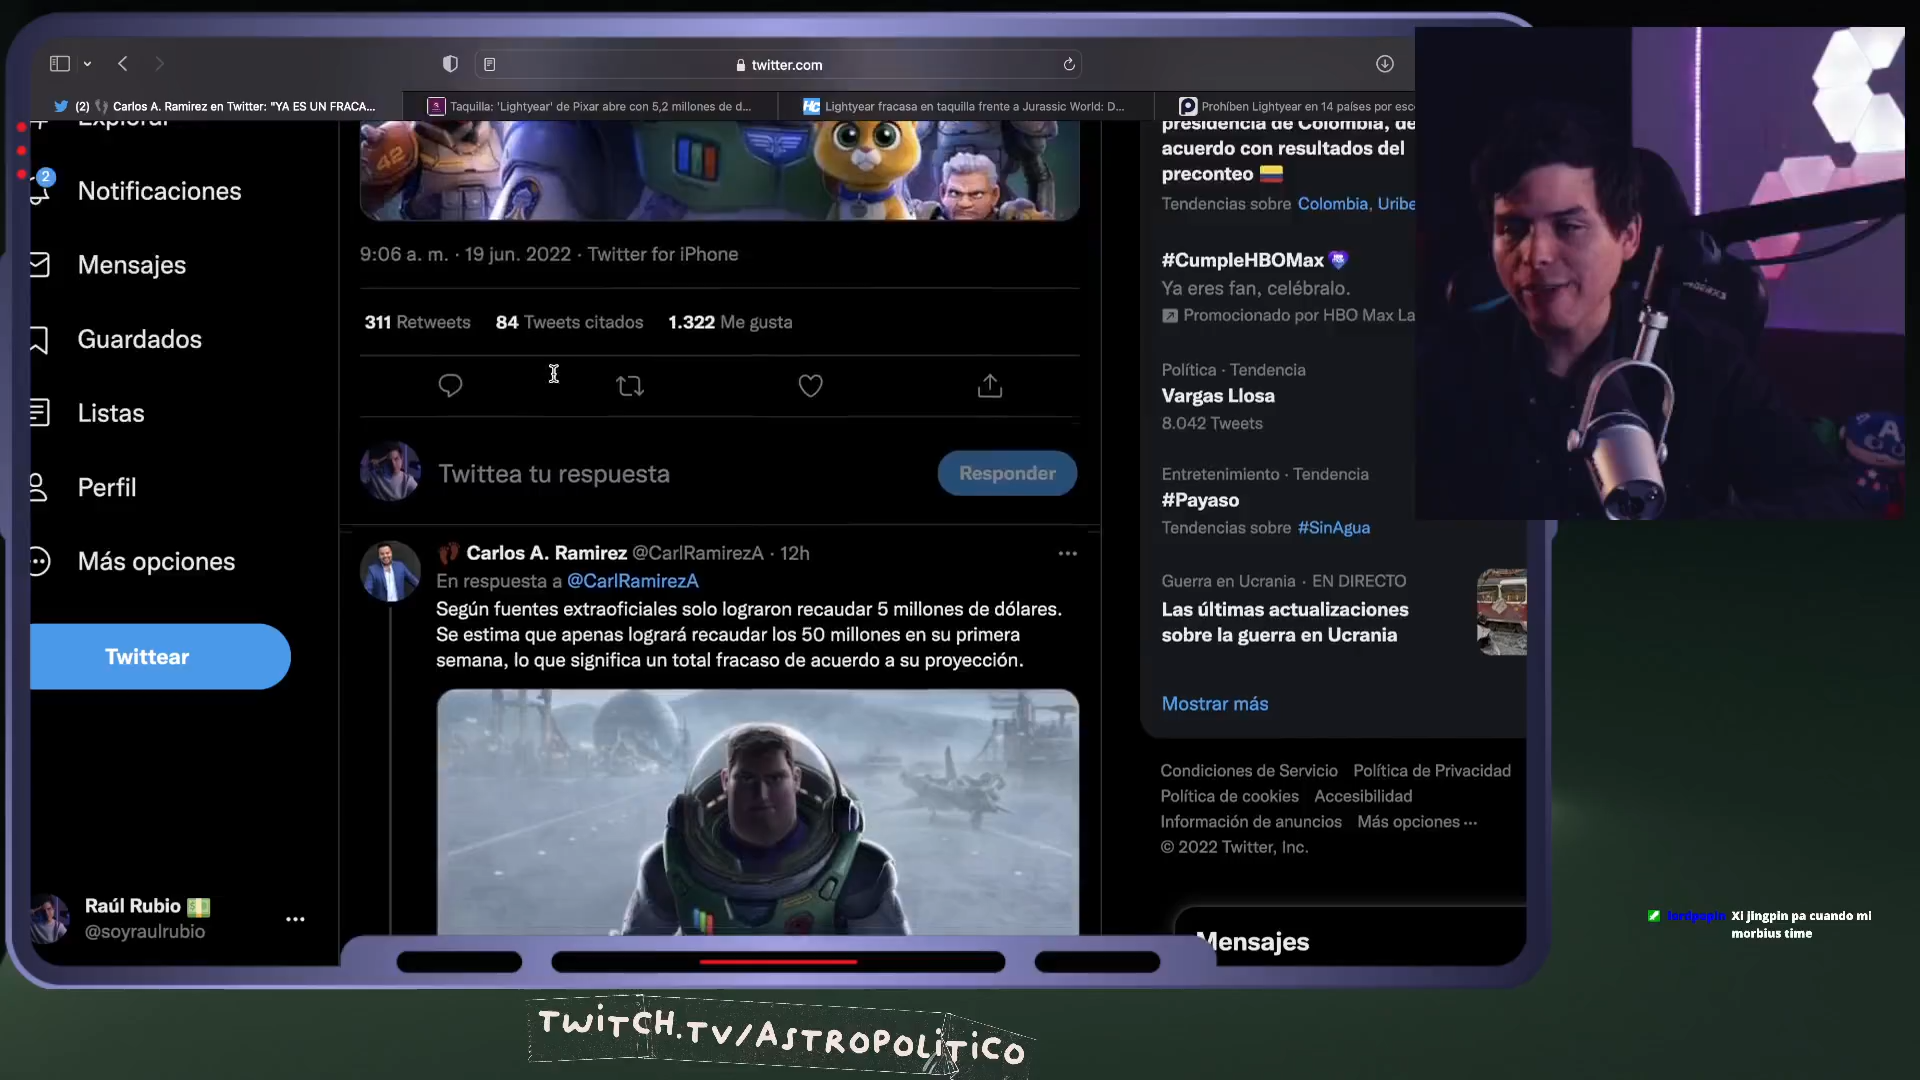 twitter.com
(2) Carlos A. Ramirez en Twitter: "YA ES UN FRACA...
Taquilla: 'Lightyear' de Pixar abre con 5,2 millones de d...
HC Lightyear fracasa en taquilla frente a Jurassic World: D...
Prohíben Lightyear en 14 países por esc
Explorar
2
Notificaciones
Mensajes
Guardados
Listas
Perfil
Más opciones
Twittear
Raúl Rubio
@soyraulrubio
42
9:06 a. m. · 19 jun. 2022 · Twitter for iPhone
311 Retweets 84 Tweets citados 1.322 Me gusta
Twittea tu respuesta
Responder
Carlos A. Ramirez @CarlRamirezA · 12h
En respuesta a @CarlRamirezA
Según fuentes extraoficiales solo lograron recaudar 5 millones de dólares.
Se estima que apenas logrará recaudar los 50 millones en su primera
semana, lo que significa un total fracaso de acuerdo a su proyección.
presidencia de Colombia, de
acuerdo con resultados del
preconteo
Tendencias sobre Colombia, Uribe
#CumpleHBOMax
Ya eres fan, celébralo.
Promocionado por HBO Max La
Política · Tendencia
Vargas Llosa
8.042 Tweets
Entretenimiento · Tendencia
#Payaso
Tendencias sobre #SinAgua
Guerra en Ucrania · EN DIRECTO
Las últimas actualizaciones
sobre la guerra en Ucrania
Mostrar más
Condiciones de Servicio Política de Privacidad
Política de cookies Accesibilidad
Información de anuncios Más opciones ···
© 2022 Twitter, Inc.
Mensajes
lordpapin Xi jingpin pa cuando mi
morbius time
TWITCH.TV/ASTROPOLITICO